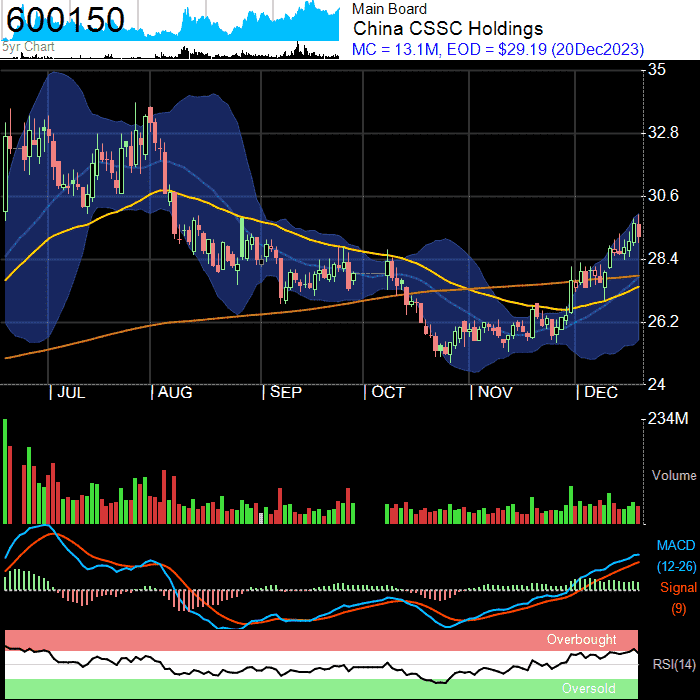 600150
5yr Chart
Main Board
China CSSC Holdings
MC = 13.1M, EOD = $29.19 (20Dec2023)
35
32.8
30.6
28.4
26.2
24
| JUL | AUG | SEP | OCT | NOV | DEC
234M
Volume
MACD
(12-26)
Signal
(9)
Overbought
RSI(14)
Oversold